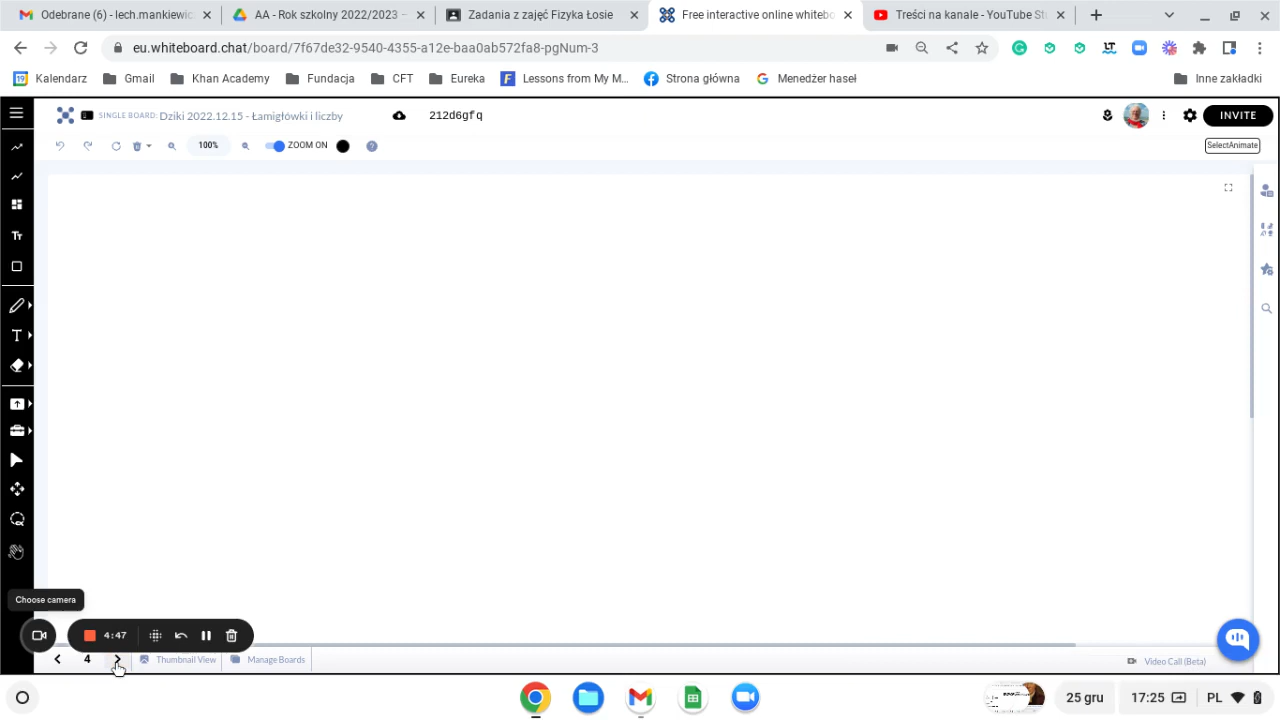 Odebrane (6) - lech.mankiewic
AA - Rok szkolny 2022/2023 –
Zadania z zajęć Fizyka Łosie
Free interactive online whitebo
Treści na kanale - YouTube Stu
eu.whiteboard.chat/board/7f67de32-9540-4355-a12e-baa0ab572fa8-pgNum-3
Kalendarz
Gmail
Khan Academy
Fundacja
CFT
Eureka
Lessons from My M...
Strona główna
Menedżer haseł
Inne zakładki
SINGLE BOARD: Dziki 2022.12.15 - Łamigłówki i liczby
212d6gfq
INVITE
100%
ZOOM ON
SelectAnimate
Choose camera
4:47
4
Thumbnail View
Manage Boards
Video Call (Beta)
25 gru
17:25
PL